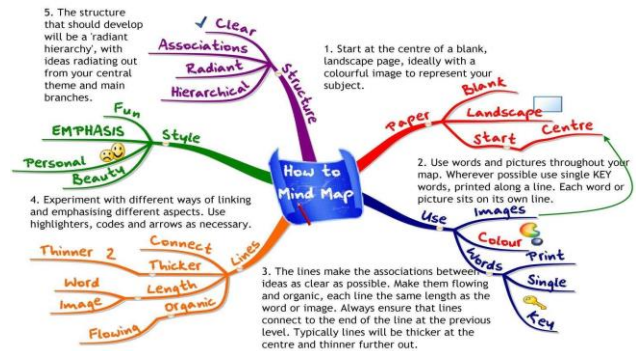 5. The structure
that should develop
will be a 'radiant
hierarchy', with
ideas radiating out
from your central
theme and main
branches.
Clear
Associations
Radiant
Hierarchical
Structure
1. Start at the centre of a blank,
landscape page, ideally with a
colourful image to represent your
subject.
Blank
Landscape
Start
Centre
Paper
Fun
EMPHASIS
Personal
Beauty
Style
How to
Mind Map
2. Use words and pictures throughout your
map. Wherever possible use single KEY
words, printed along a line. Each word or
picture sits on its own line.
4. Experiment with different ways of linking
and emphasising different aspects. Use
highlighters, codes and arrows as necessary.
Use
Images
Colour
Words
Print
Single
Key
Lines
Connect
Thinner 2
Thicker
Word
Image
Length
Organic
Flowing
3. The lines make the associations between
ideas as clear as possible. Make them flowing
and organic, each line the same length as the
word or image. Always ensure that lines
connect to the end of the line at the previous
level. Typically lines will be thicker at the
centre and thinner further out.